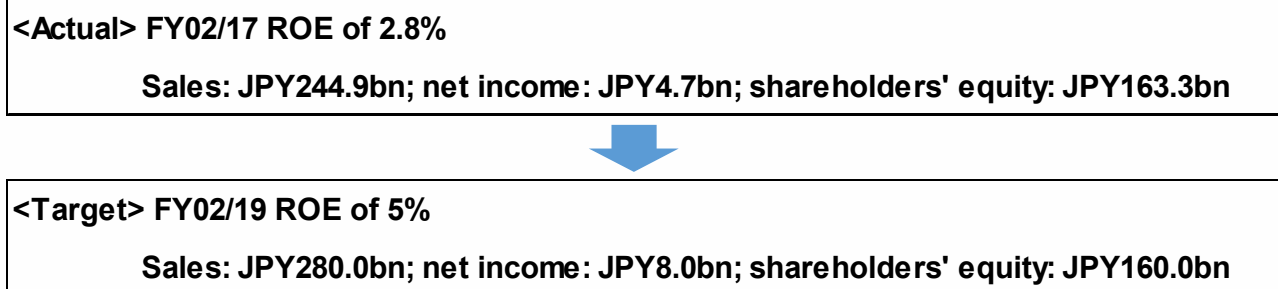 <Actual> FY02/17 ROE of 2.8%
Sales: JPY244.9bn; net income: JPY4.7bn; shareholders' equity: JPY163.3bn
<Target> FY02/19 ROE of 5%
Sales: JPY280.0bn; net income: JPY8.0bn; shareholders' equity: JPY160.0bn